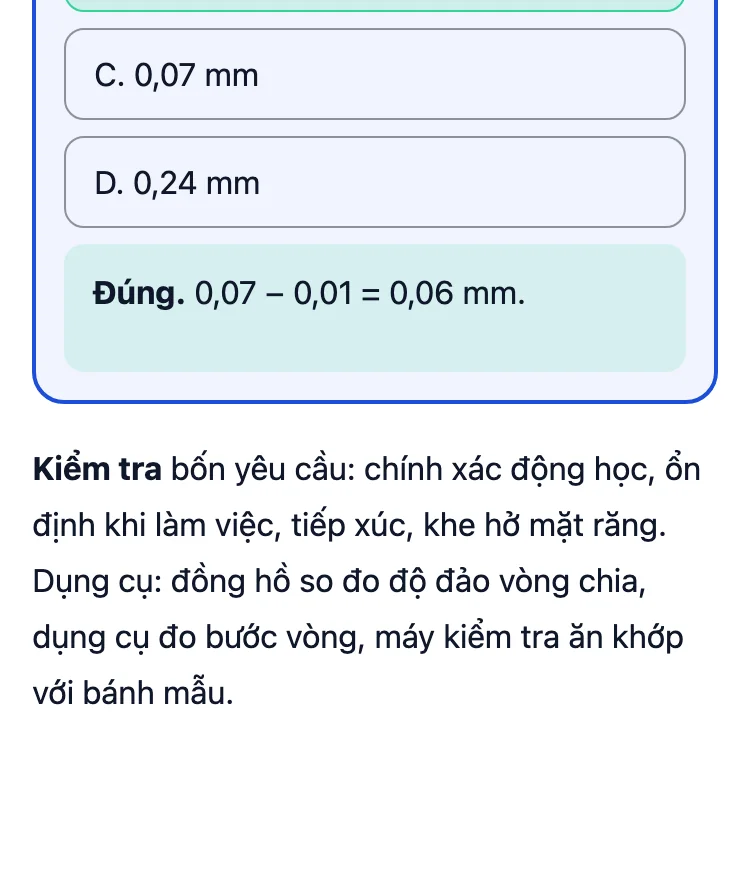 C. 0,07 mm
D. 0,24 mm
Đúng. 0,07 − 0,01 = 0,06 mm.
Kiểm tra bốn yêu cầu: chính xác động học, ổn
định khi làm việc, tiếp xúc, khe hở mặt răng.
Dụng cụ: đồng hồ so đo độ đảo vòng chia,
dụng cụ đo bước vòng, máy kiểm tra ăn khớp
với bánh mẫu.